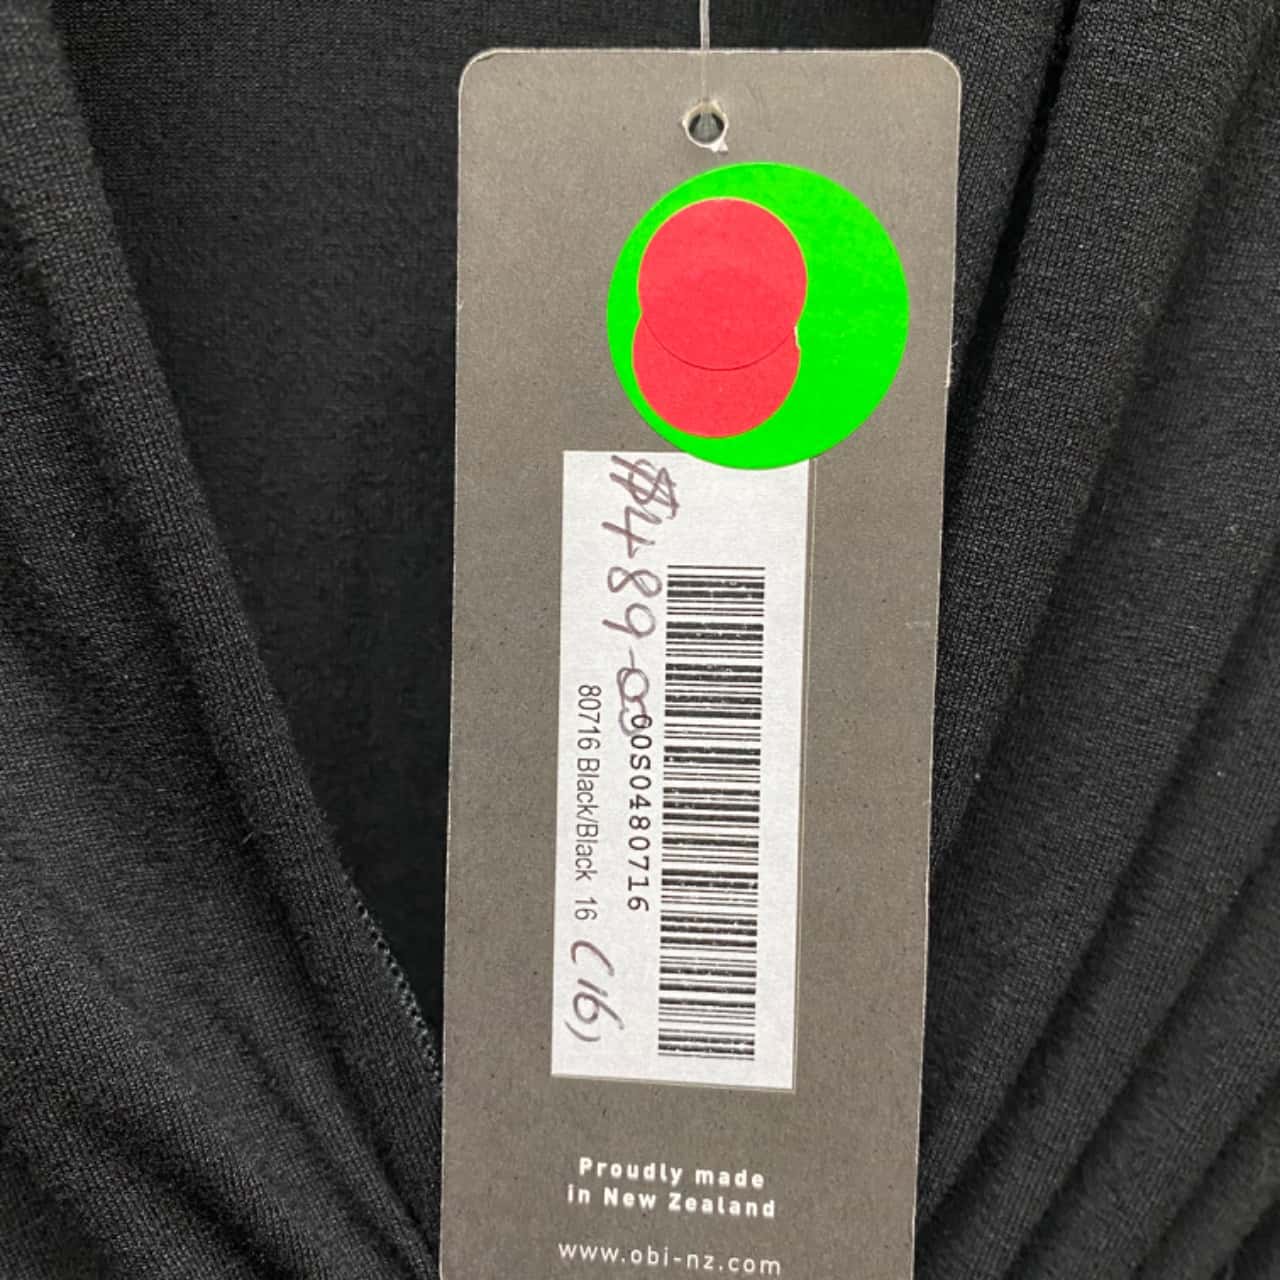 $489-00
00S0480716
80716 Black/Black 16 (16)
Proudly made
in New Zealand
www.obi-nz.com